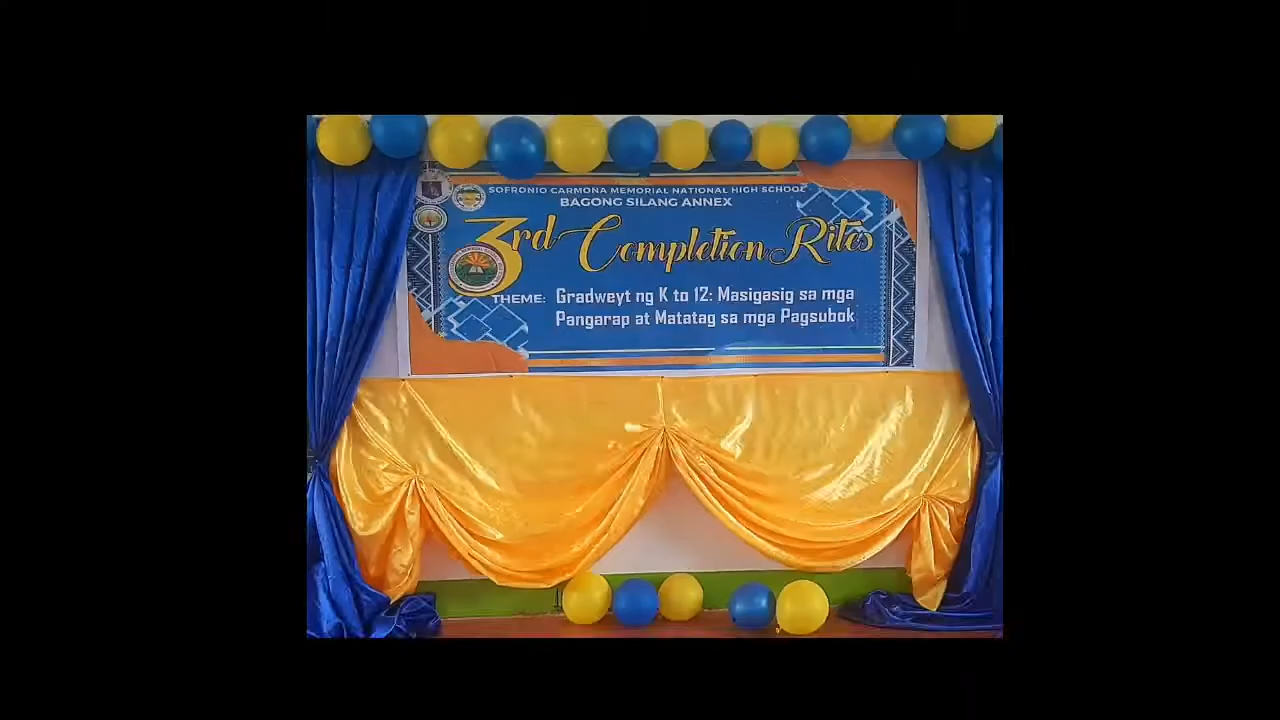 SOFRONIO CARMONA MEMORIAL NATIONAL HIGH SCHOOL
BAGONG SILANG ANNEX
3rd Completion Rites
THEME: Gradweyt ng K to 12: Masigasig sa mga
Pangarap at Matatag sa mga Pagsubok